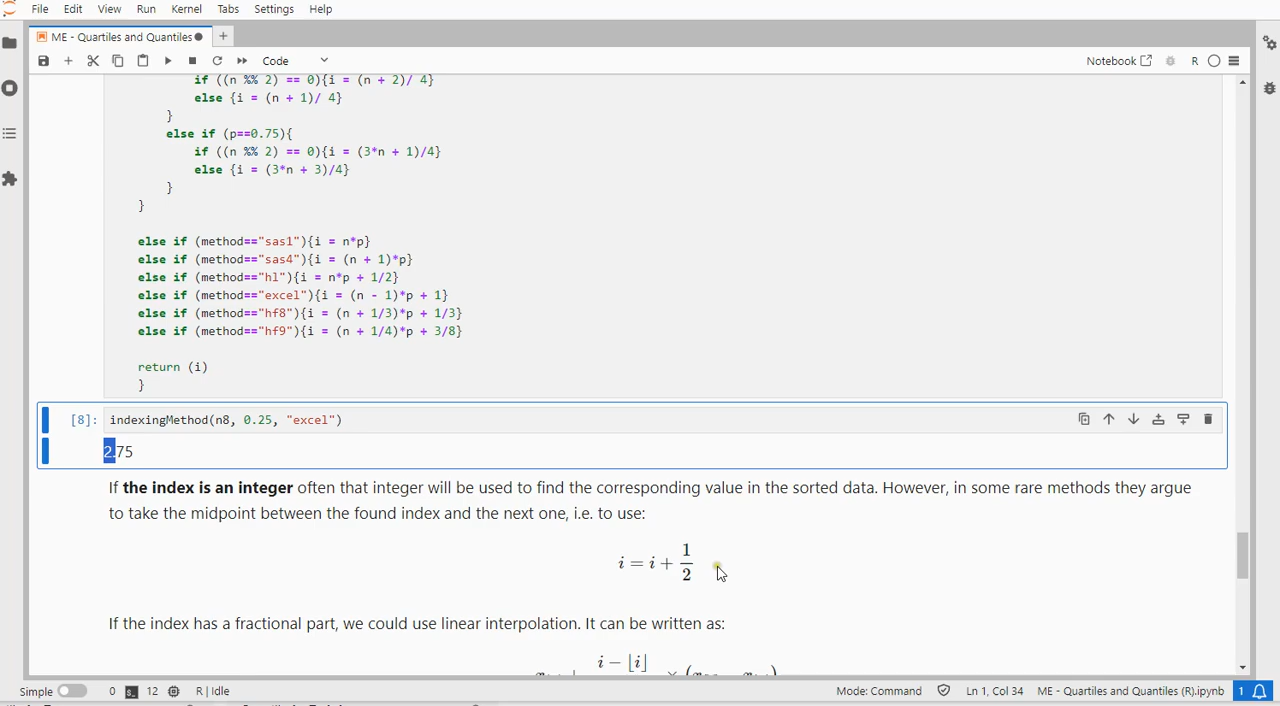 File Edit View Run Kernel Tabs Settings Help
ME - Quartiles and Quantiles
Code
Notebook
R
if ((n %% 2) == 0){i = (n + 2)/ 4}
else {i = (n + 1)/ 4}
}
else if (p==0.75){
if ((n %% 2) == 0){i = (3*n + 1)/4}
else {i = (3*n + 3)/4}
}
}
else if (method=="sas1"){i = n*p}
else if (method=="sas4"){i = (n + 1)*p}
else if (method=="hl"){i = n*p + 1/2}
else if (method=="excel"){i = (n - 1)*p + 1}
else if (method=="hf8"){i = (n + 1/3)*p + 1/3}
else if (method=="hf9"){i = (n + 1/4)*p + 3/8}
return (i)
}
[8]: indexingMethod(n8, 0.25, "excel")
2.75
If the index is an integer often that integer will be used to find the corresponding value in the sorted data. However, in some rare methods they argue
to take the midpoint between the found index and the next one, i.e. to use:
i = i + 1/2
If the index has a fractional part, we could use linear interpolation. It can be written as:
i − ⌊i⌋
Simple 0 12 R | Idle Mode: Command Ln 1, Col 34 ME - Quartiles and Quantiles (R).ipynb 1